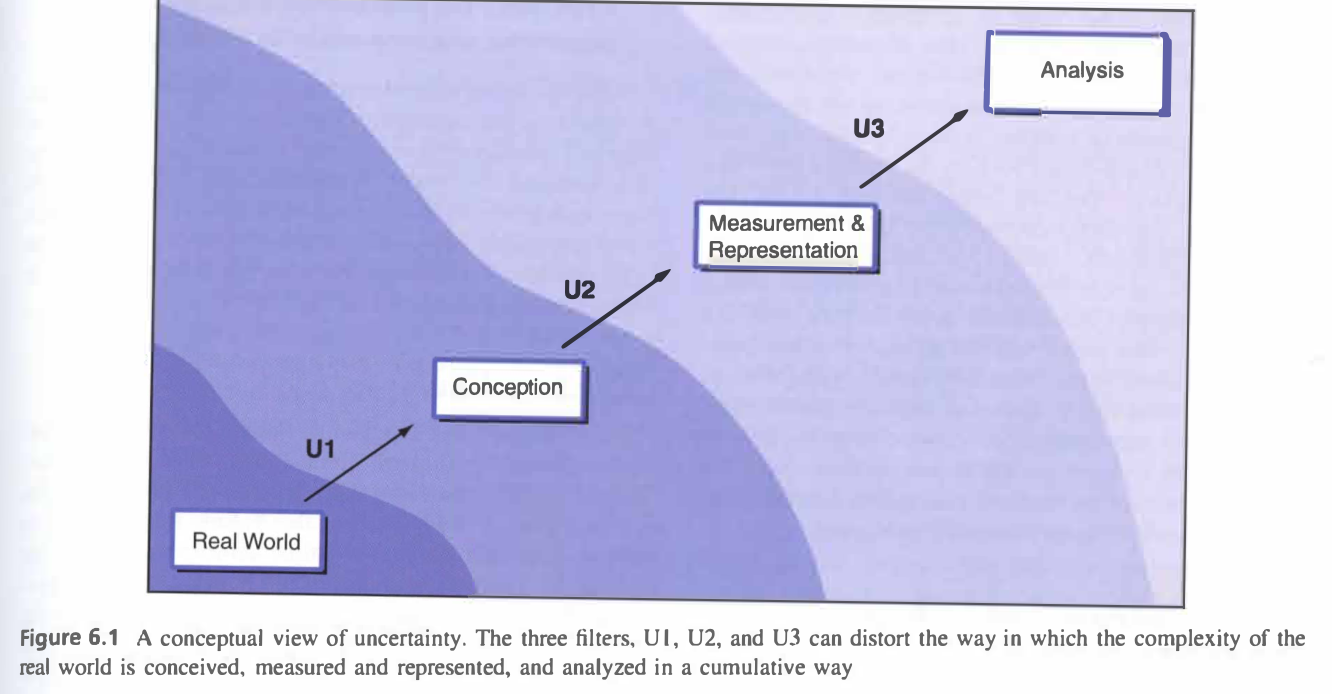 Analysis
U3
Measurement &
Representation
U2
Conception
U1
Real World
Figure 6.1 A conceptual view of uncertainty. The three filters, U1, U2, and U3 can distort the way in which the complexity of the
real world is conceived, measured and represented, and analyzed in a cumulative way